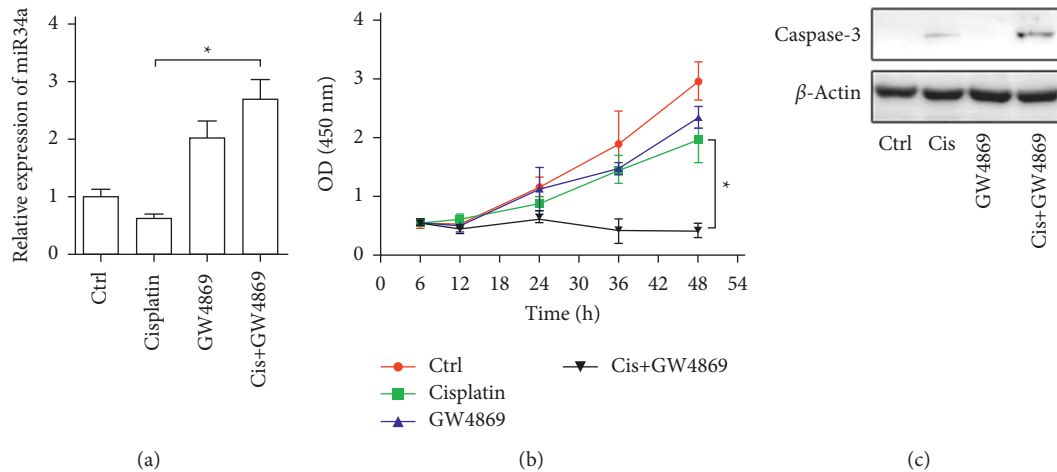 Relative expression of miR34a
4
3
2
1
0
*
Ctrl
Cisplatin
GW4869
Cis+GW4869
(a)
OD (450 nm)
4
3
2
1
0
*
0 6 12 18 24 30 36 42 48 54
Time (h)
Ctrl
Cisplatin
GW4869
Cis+GW4869
(b)
Caspase-3
β-Actin
Ctrl
Cis
GW4869
Cis+GW4869
(c)